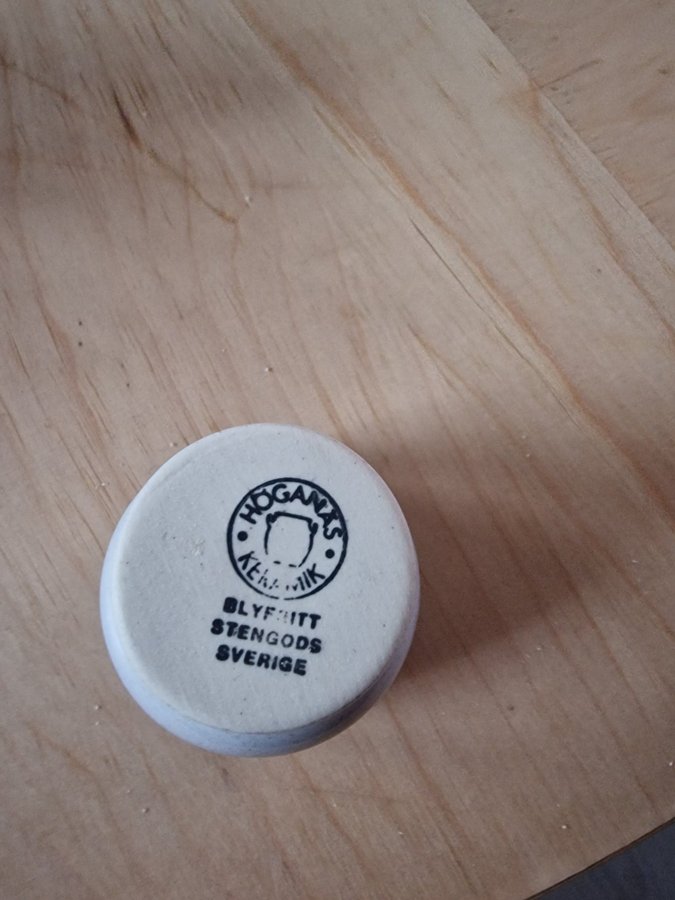 HÖGANÄS
KERAMIK
BLYFRITT
STENGODS
SVERIGE